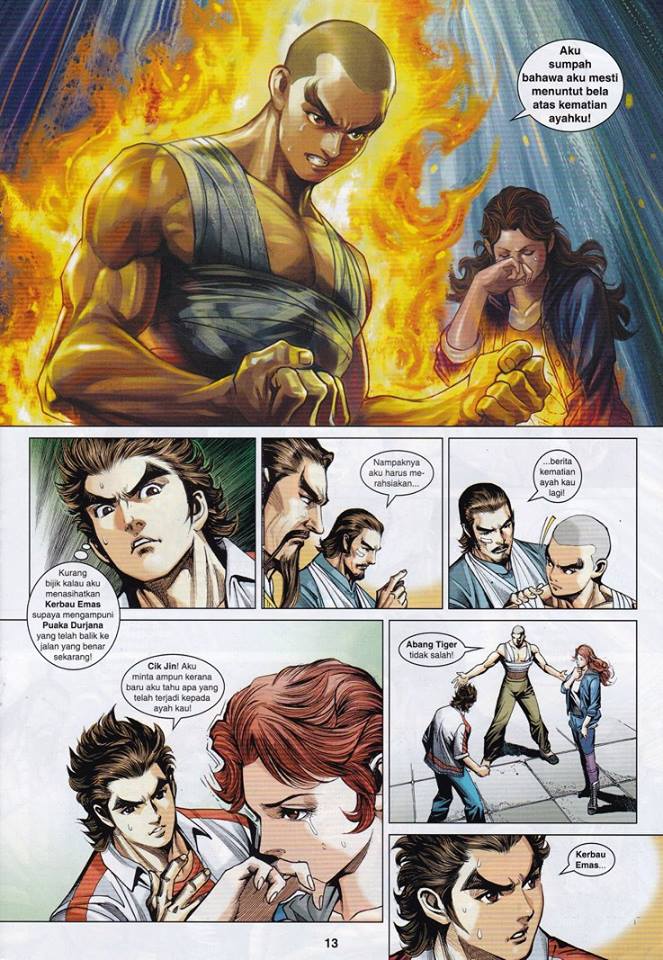 Aku
sumpah
bahawa aku mesti
menuntut bela
atas kematian
ayahku!
Kurang
bijik kalau aku
menasihatkan
Kerbau Emas
supaya mengampuni
Puaka Durjana
yang telah balik ke
jalan yang benar
sekarang!
Nampaknya
aku harus me-
rahsiakan...
...berita
kematian
ayah kau
lagi!
Cik Jin! Aku
minta ampun kerana
baru aku tahu apa yang
telah terjadi kepada
ayah kau!
Abang Tiger
tidak salah!
Kerbau
Emas...
13